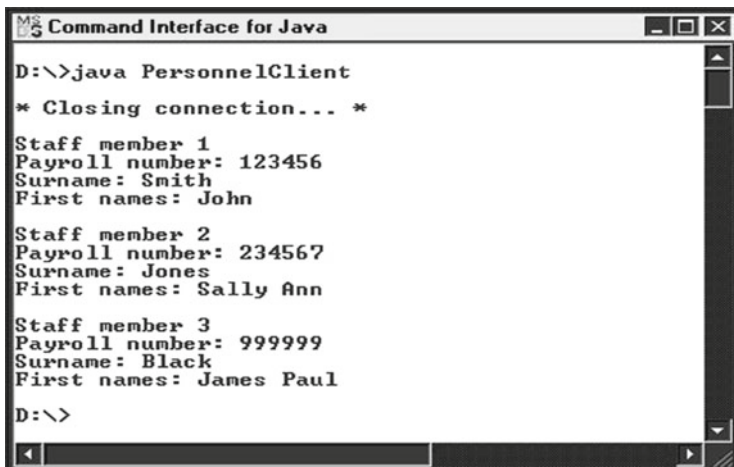 MS DS Command Interface for Java
D:\>java PersonnelClient
* Closing connection... *
Staff member 1
Payroll number: 123456
Surname: Smith
First names: John
Staff member 2
Payroll number: 234567
Surname: Jones
First names: Sally Ann
Staff member 3
Payroll number: 999999
Surname: Black
First names: James Paul
D:\>